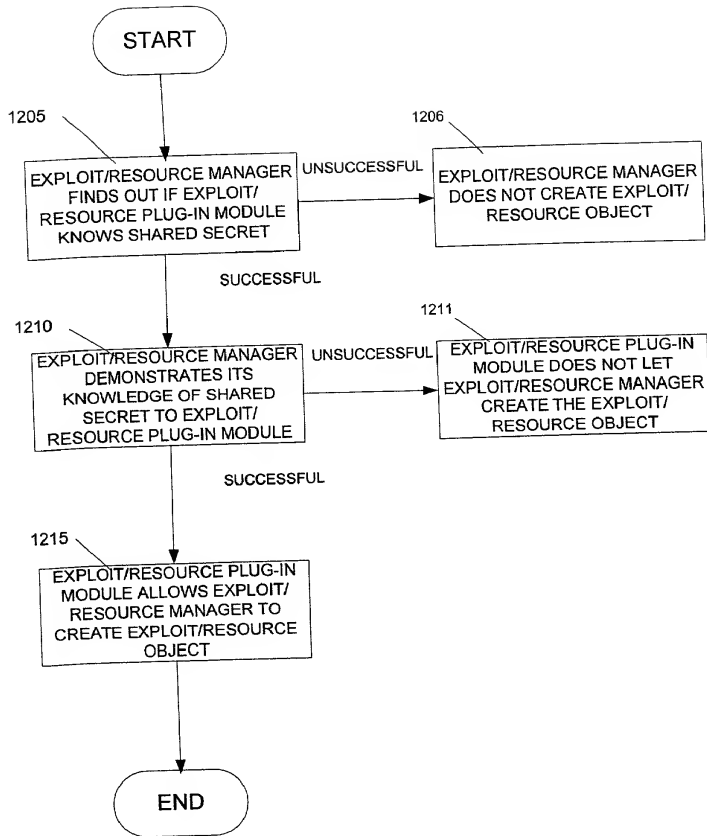 START
1205
EXPLOIT/RESOURCE MANAGER
FINDS OUT IF EXPLOIT/
RESOURCE PLUG-IN MODULE
KNOWS SHARED SECRET
UNSUCCESSFUL
1206
EXPLOIT/RESOURCE MANAGER
DOES NOT CREATE EXPLOIT/
RESOURCE OBJECT
SUCCESSFUL
1210
EXPLOIT/RESOURCE MANAGER
DEMONSTRATES ITS
KNOWLEDGE OF SHARED
SECRET TO EXPLOIT/
RESOURCE PLUG-IN MODULE
UNSUCCESSFUL
1211
EXPLOIT/RESOURCE PLUG-IN
MODULE DOES NOT LET
EXPLOIT/RESOURCE MANAGER
CREATE THE EXPLOIT/
RESOURCE OBJECT
SUCCESSFUL
1215
EXPLOIT/RESOURCE PLUG-IN
MODULE ALLOWS EXPLOIT/
RESOURCE MANAGER TO
CREATE EXPLOIT/RESOURCE
OBJECT
END